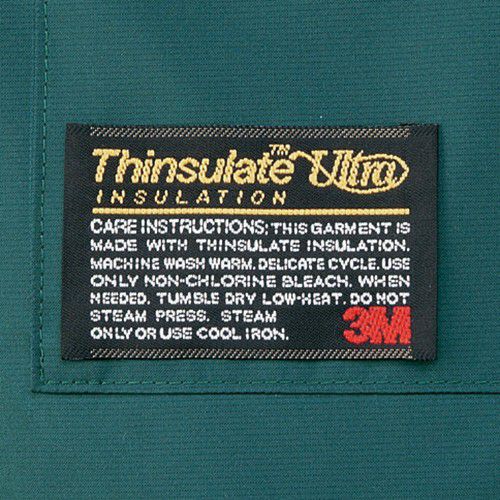 Thinsulate™ Ultra
INSULATION
CARE INSTRUCTIONS: THIS GARMENT IS
MADE WITH THINSULATE INSULATION.
MACHINE WASH WARM. DELICATE CYCLE. USE
ONLY NON-CHLORINE BLEACH, WHEN
NEEDED. TUMBLE DRY LOW-HEAT. DO NOT
STEAM PRESS. STEAM
ONLY OR USE COOL IRON.
3M